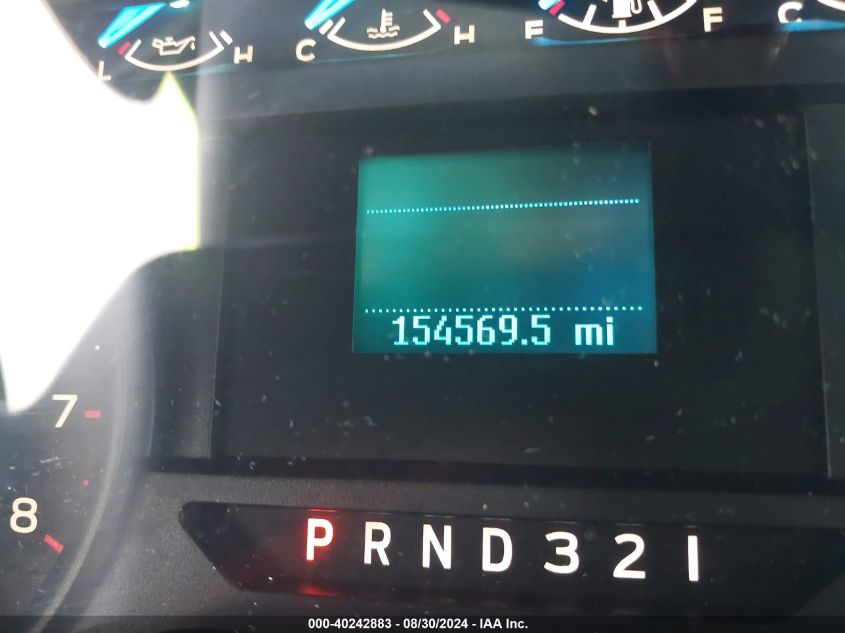 L H C H F F C
154569.5 mi
7
8
P R N D 3 2 1
000-40242883 - 08/30/2024 - IAA Inc.